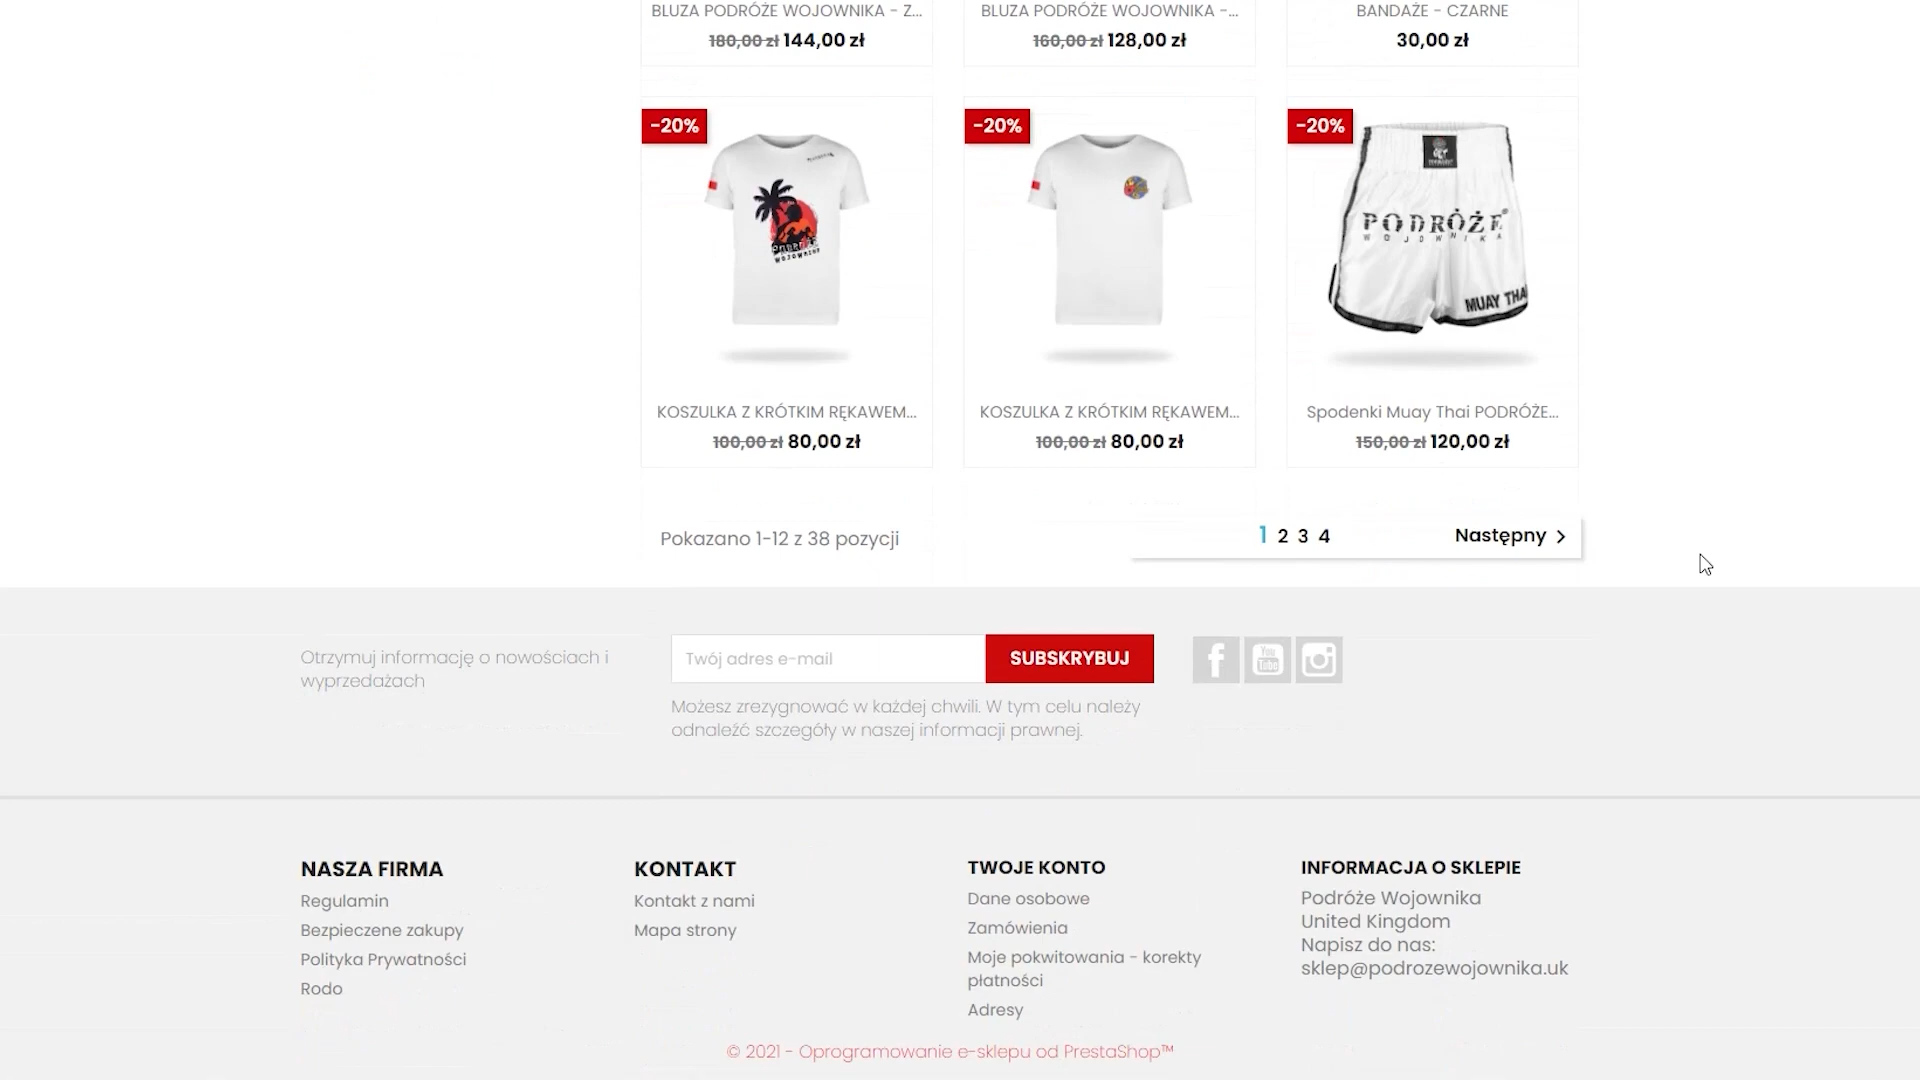 BLUZA PODRÓŻE WOJOWNIKA - Z...
180,00 zł 144,00 zł
BLUZA PODRÓŻE WOJOWNIKA -...
160,00 zł 128,00 zł
BANDAŻE - CZARNE
30,00 zł
-20%
PODRÓŻE
WOJOWNIKA
KOSZULKA Z KRÓTKIM RĘKAWEM...
100,00 zł 80,00 zł
-20%
KOSZULKA Z KRÓTKIM RĘKAWEM...
100,00 zł 80,00 zł
-20%
PODRÓŻE®
WOJOWNIKA
MUAY THA
Spodenki Muay Thai PODRÓŻE...
150,00 zł 120,00 zł
Pokazano 1-12 z 38 pozycji
1 2 3 4
Następny
Otrzymuj informację o nowościach i
wyprzedażach
Twój adres e-mail
SUBSKRYBUJ
Możesz zrezygnować w każdej chwili. W tym celu należy
odnaleźć szczegóły w naszej informacji prawnej.
You
Tube
NASZA FIRMA
Regulamin
Bezpieczene zakupy
Polityka Prywatności
Rodo
KONTAKT
Kontakt z nami
Mapa strony
TWOJE KONTO
Dane osobowe
Zamówienia
Moje pokwitowania - korekty
płatności
Adresy
INFORMACJA O SKLEPIE
Podróże Wojownika
United Kingdom
Napisz do nas:
sklep@podrozewojownika.uk
© 2021 - Oprogramowanie e-sklepu od PrestaShop™